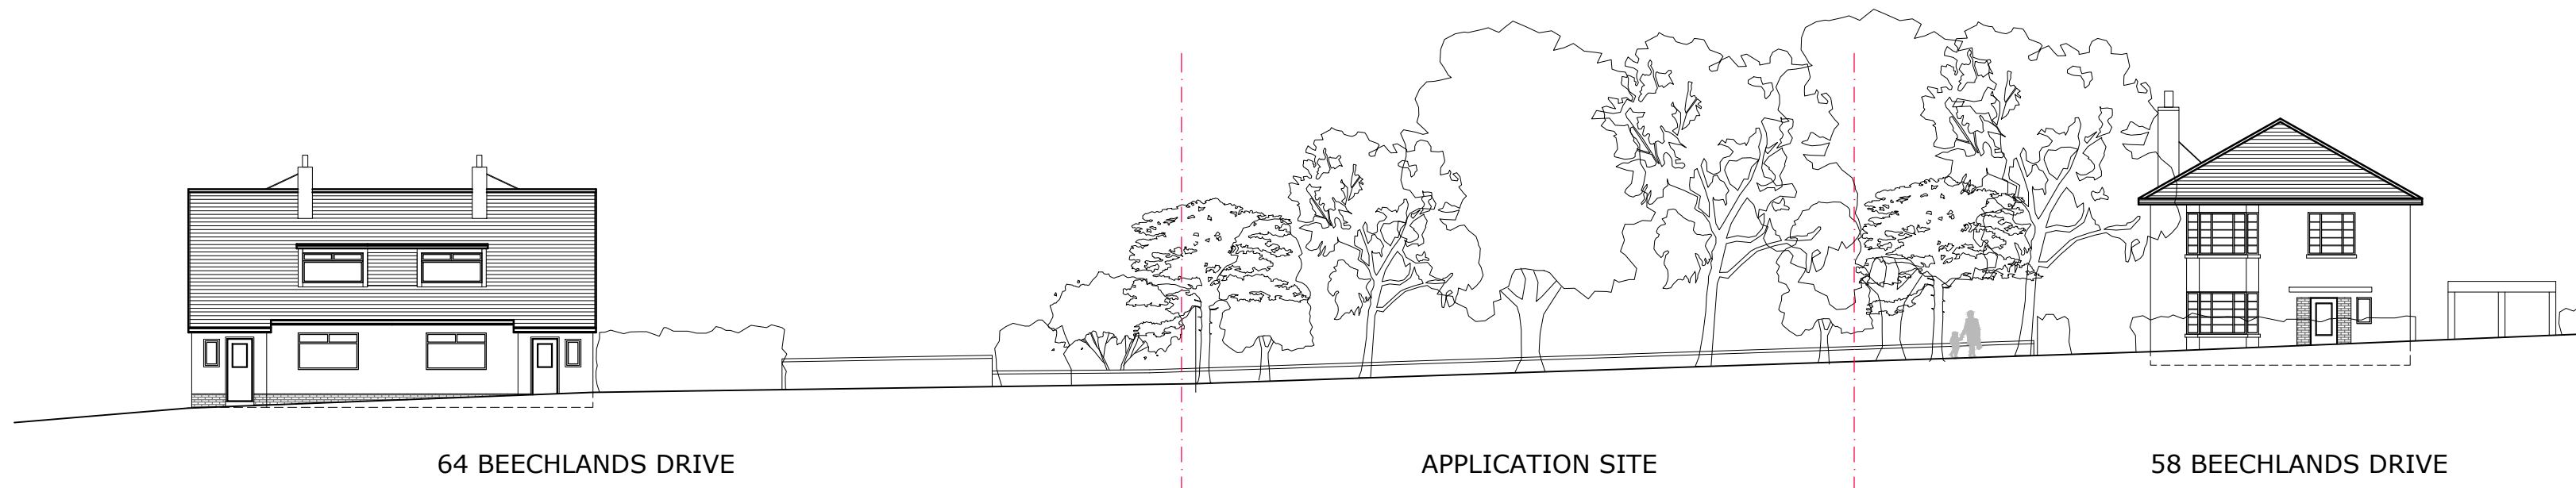 64 BEECHLANDS DRIVE
APPLICATION SITE
58 BEECHLANDS DRIVE